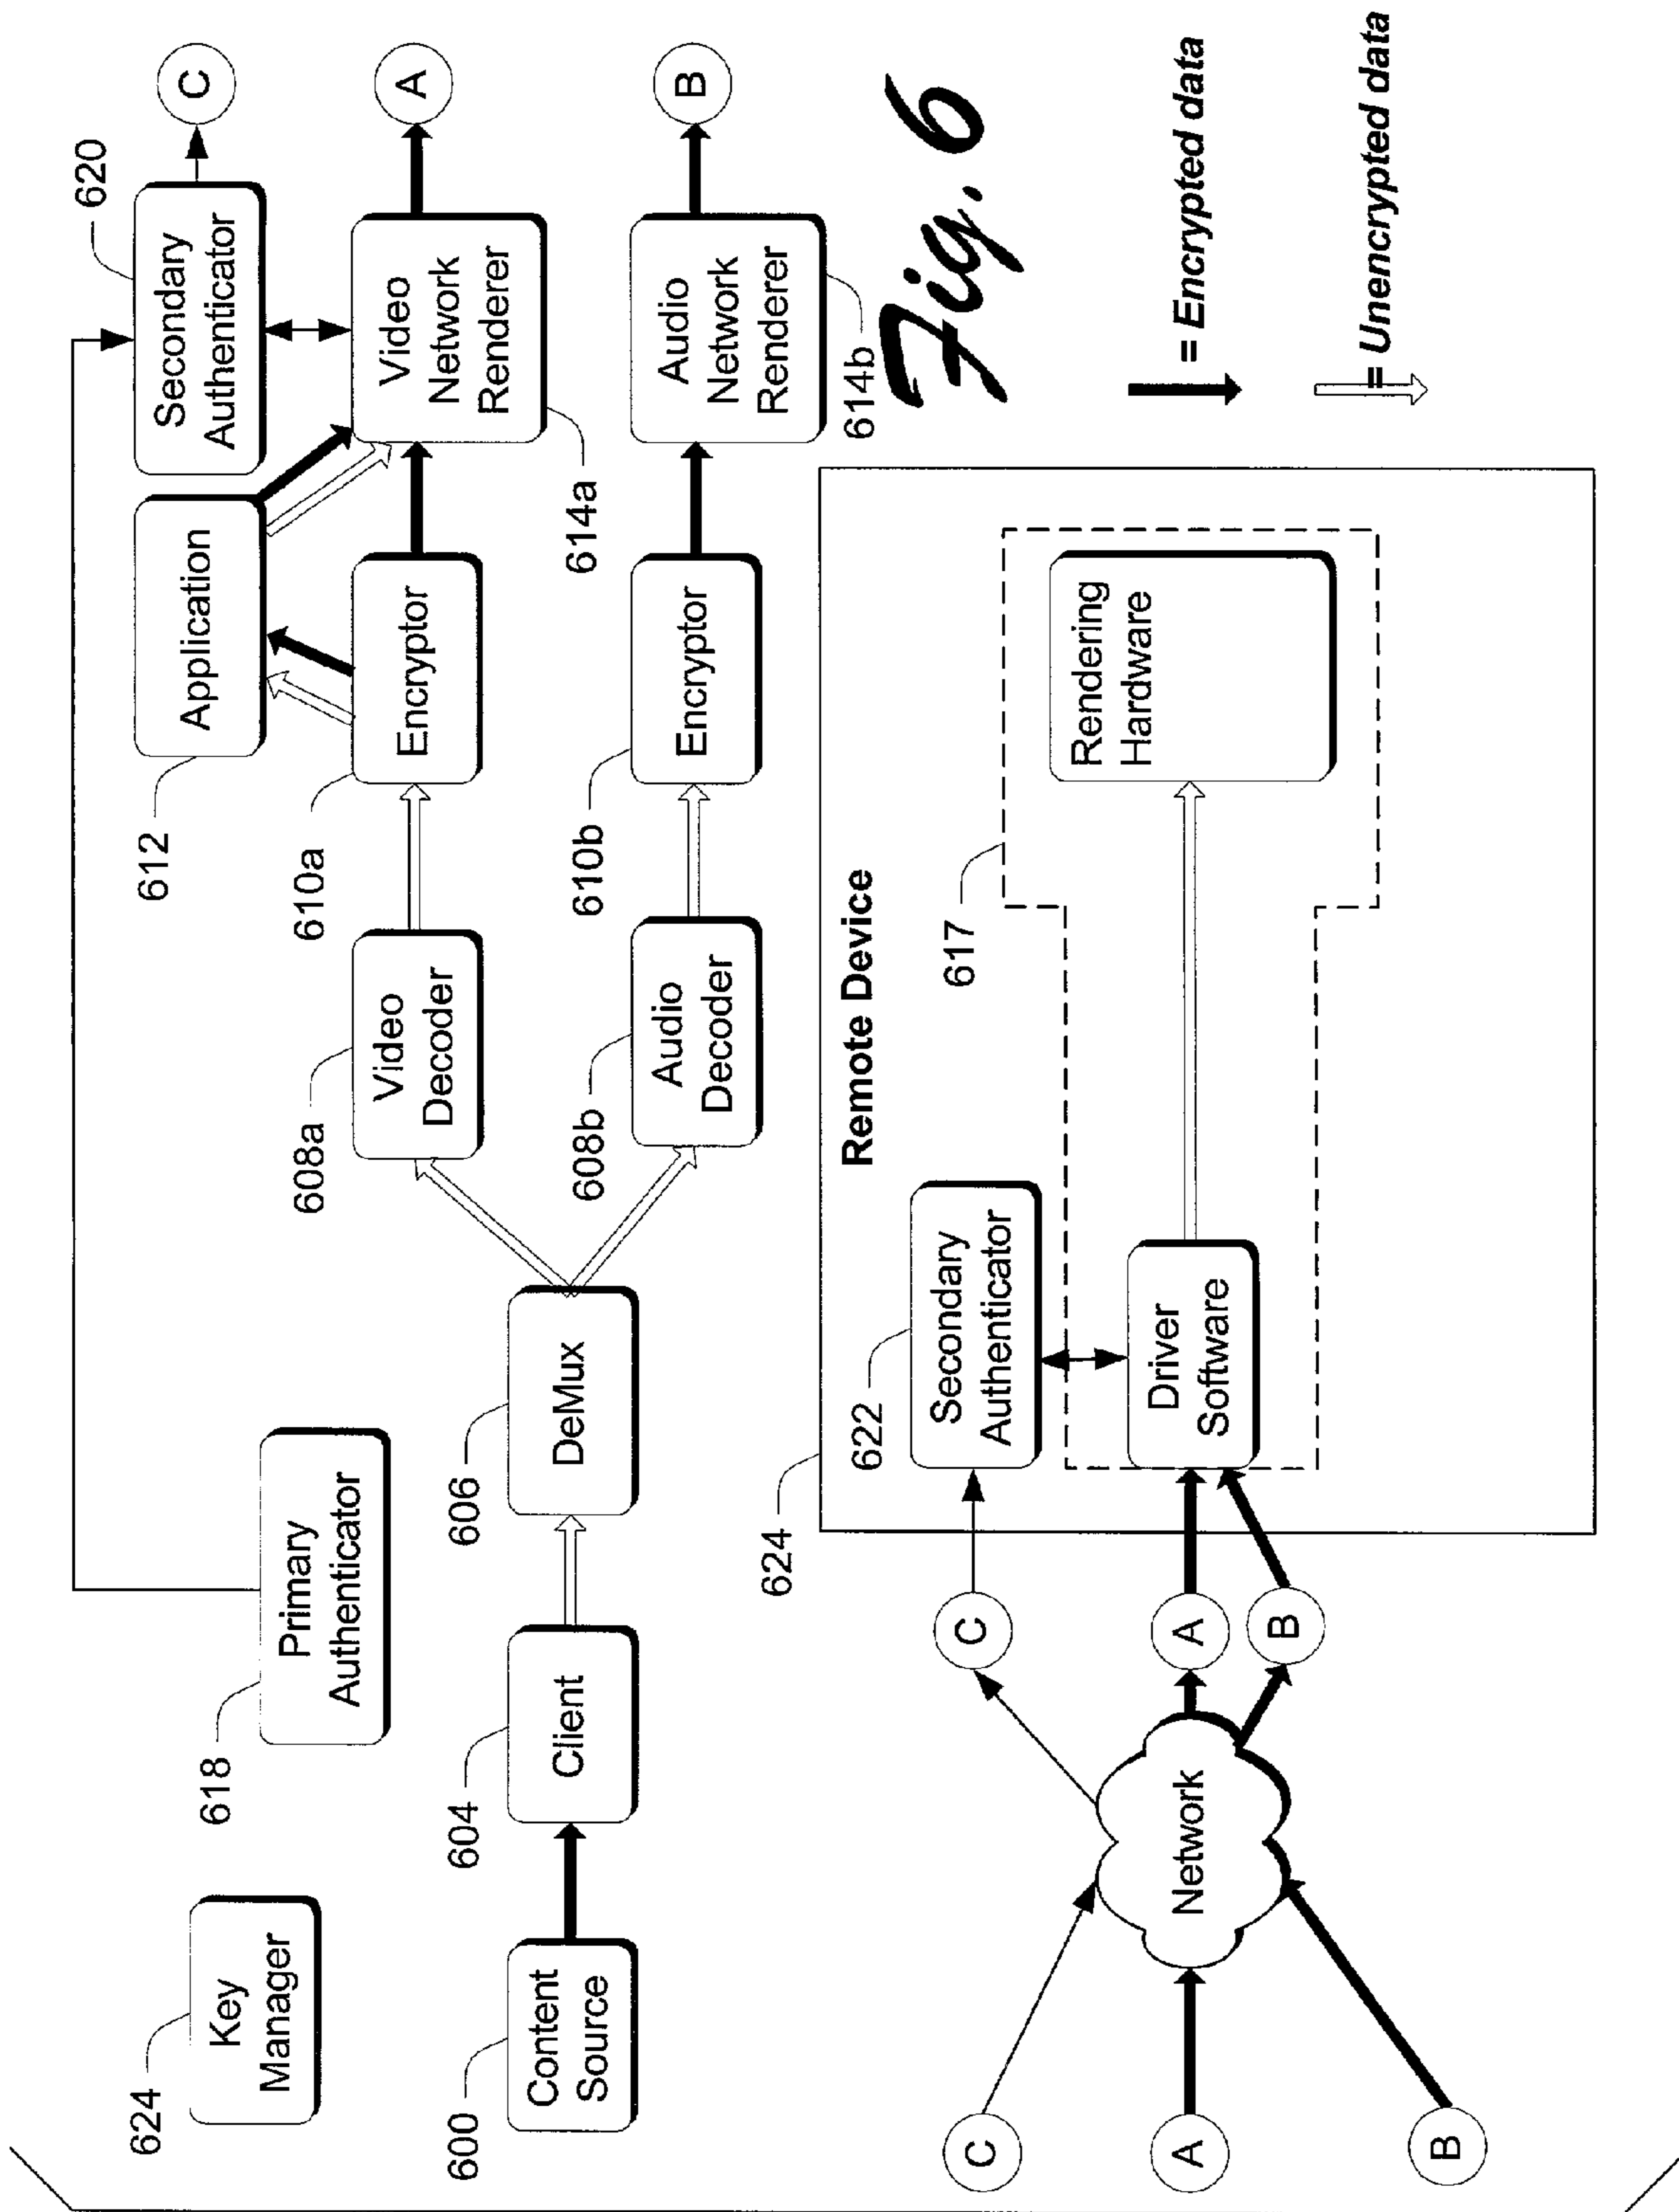 624
Key
Manager
618
Primary
Authenticator
612
Application
620
Secondary
Authenticator
C
600
Content
Source
604
Client
606
DeMux
608a
Video
Decoder
610a
Encryptor
614a
Video
Network
Renderer
A
608b
Audio
Decoder
610b
Encryptor
614b
Audio
Network
Renderer
B
C
A
B
Network
C
A
B
624
Remote Device
622
Secondary
Authenticator
Driver
Software
617
Rendering
Hardware
Fig. 6
= Encrypted data
= Unencrypted data